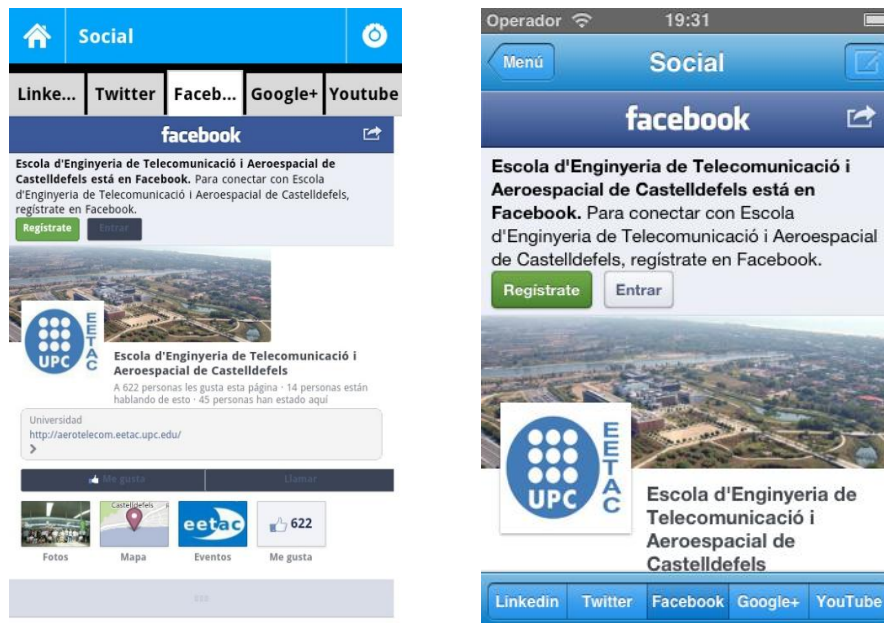 Social
Linke... Twitter Faceb... Google+ Youtube
facebook
Escola d'Enginyeria de Telecomunicació i Aeroespacial de
Castelldefels está en Facebook. Para conectar con Escola
d'Enginyeria de Telecomunicació i Aeroespacial de Castelldefels,
regístrate en Facebook.
Regístrate Entrar
UPC EETAC
Escola d'Enginyeria de Telecomunicació i
Aeroespacial de Castelldefels
A 622 personas les gusta esta página · 14 personas están
hablando de esto · 45 personas han estado aquí
Universidad
http://aerotelecom.eetac.upc.edu/
Me gusta Llamar
Castelldefels
eetac
622
Fotos Mapa Eventos Me gusta
Operador 19:31
Menú Social
facebook
Escola d'Enginyeria de Telecomunicació i
Aeroespacial de Castelldefels está en
Facebook. Para conectar con Escola
d'Enginyeria de Telecomunicació i Aeroespacial
de Castelldefels, regístrate en Facebook.
Regístrate Entrar
UPC EETAC
Escola d'Enginyeria de
Telecomunicació i
Aeroespacial de
Castelldefels
Linkedin Twitter Facebook Google+ YouTube